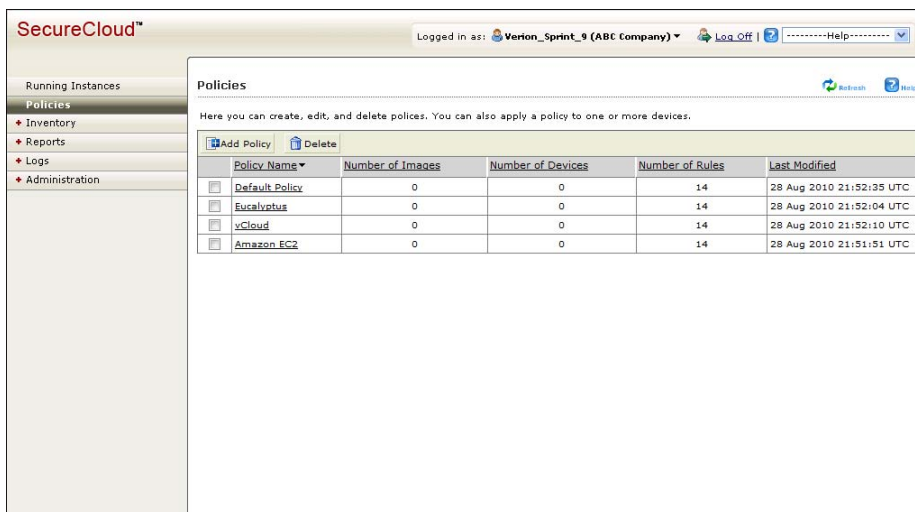 SecureCloud™
Logged in as: Verion_Sprint_9 (ABC Company) Log Off | ---------Help---------
Running Instances
Policies
Inventory
Reports
Logs
Administration
Policies
Refresh Help
Here you can create, edit, and delete polices. You can also apply a policy to one or more devices.
Add Policy Delete
Policy Name Number of Images Number of Devices Number of Rules Last Modified
Default Policy 0 0 14 28 Aug 2010 21:52:35 UTC
Eucalyptus 0 0 14 28 Aug 2010 21:52:04 UTC
vCloud 0 0 14 28 Aug 2010 21:52:10 UTC
Amazon EC2 0 0 14 28 Aug 2010 21:51:51 UTC